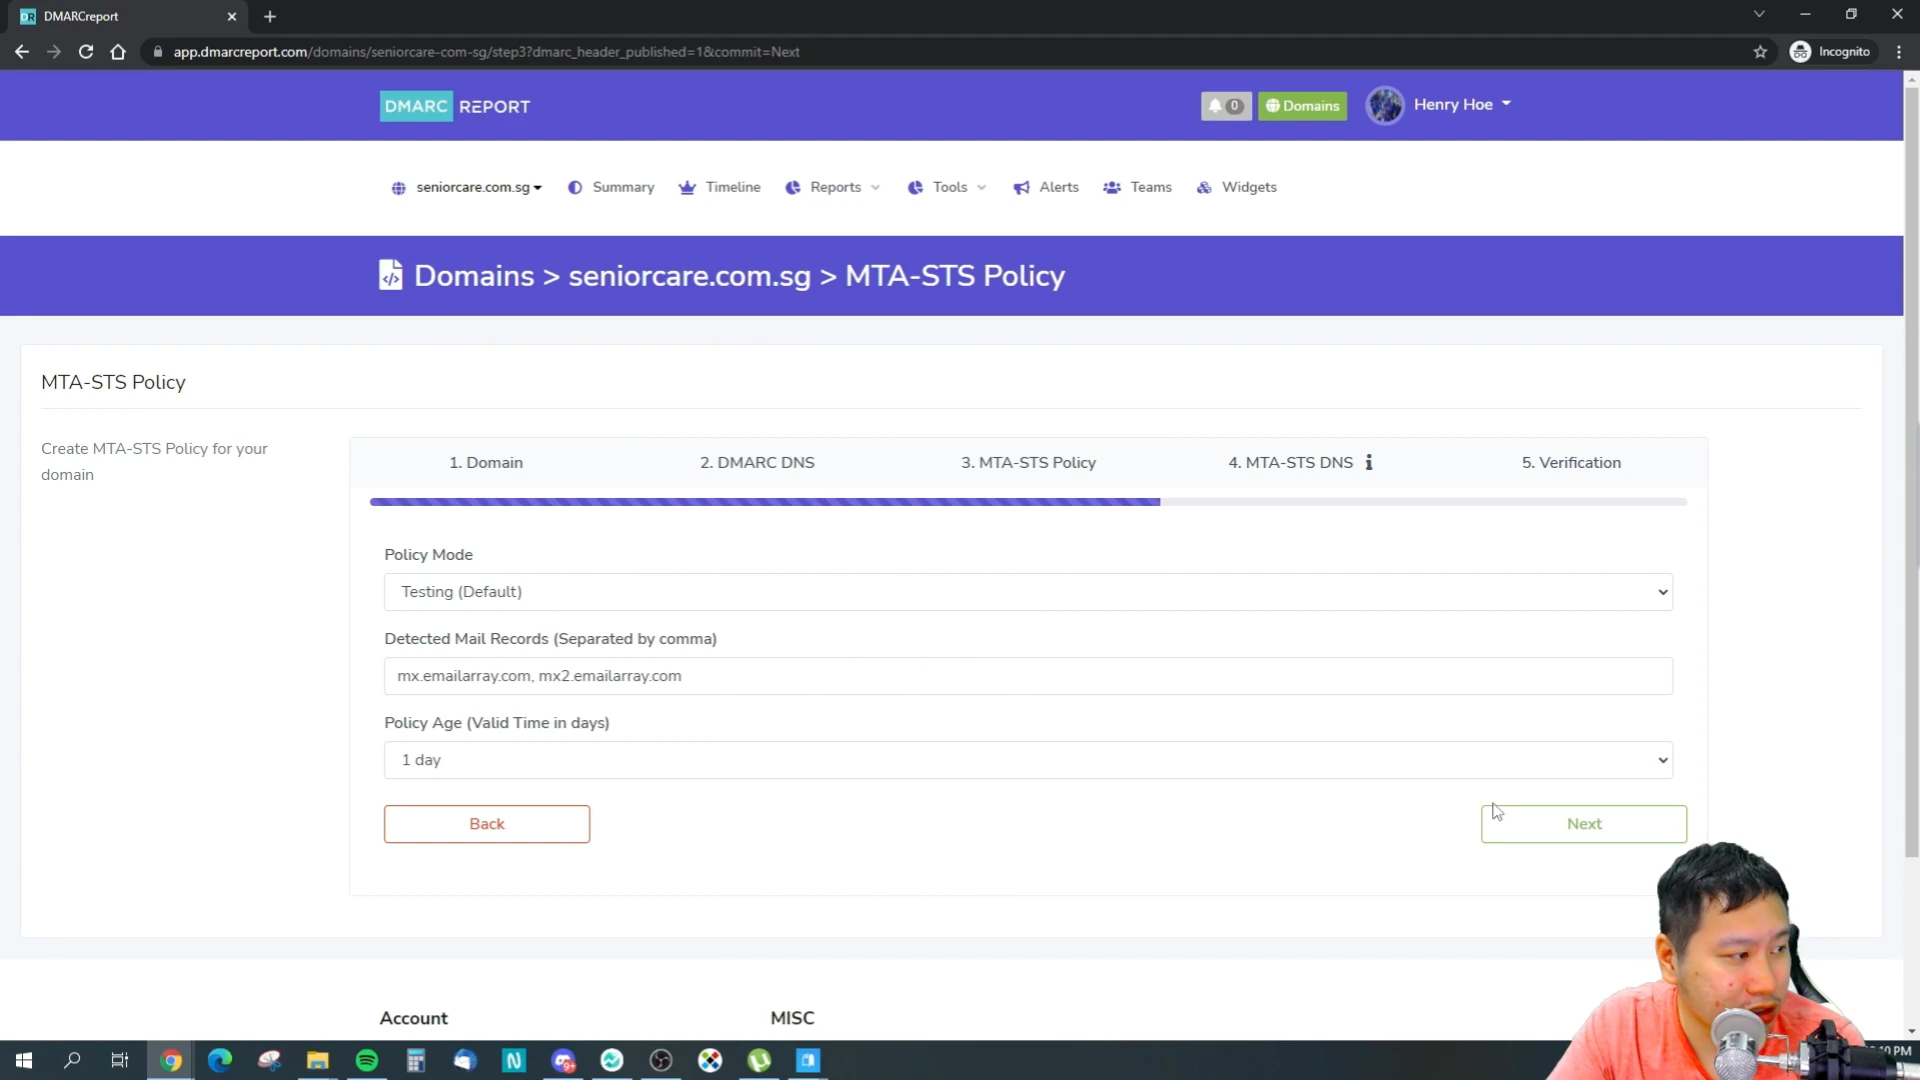 DR DMARCreport
app.dmarcreport.com/domains/seniorcare-com-sg/step3?dmarc_header_published=1&commit=Next
Incognito
DMARC REPORT
0
Domains
Henry Hoe
seniorcare.com.sg
Summary
Timeline
Reports
Tools
Alerts
Teams
Widgets
Domains > seniorcare.com.sg > MTA-STS Policy
MTA-STS Policy
Create MTA-STS Policy for your
domain
1. Domain
2. DMARC DNS
3. MTA-STS Policy
4. MTA-STS DNS
5. Verification
Policy Mode
Testing (Default)
Detected Mail Records (Separated by comma)
mx.emailarray.com, mx2.emailarray.com
Policy Age (Valid Time in days)
1 day
Back
Next
Account
MISC